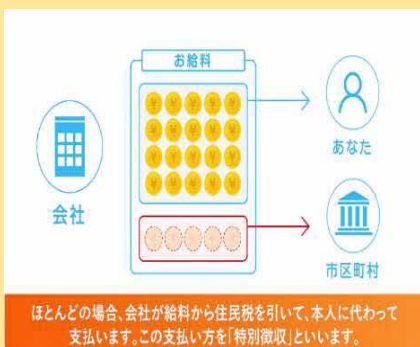 お給料
会社
あなた
市区町村
ほとんどの場合、会社が給料から住民税を引いて、本人に代わって
支払います。この支払い方を「特別徴収」といいます。